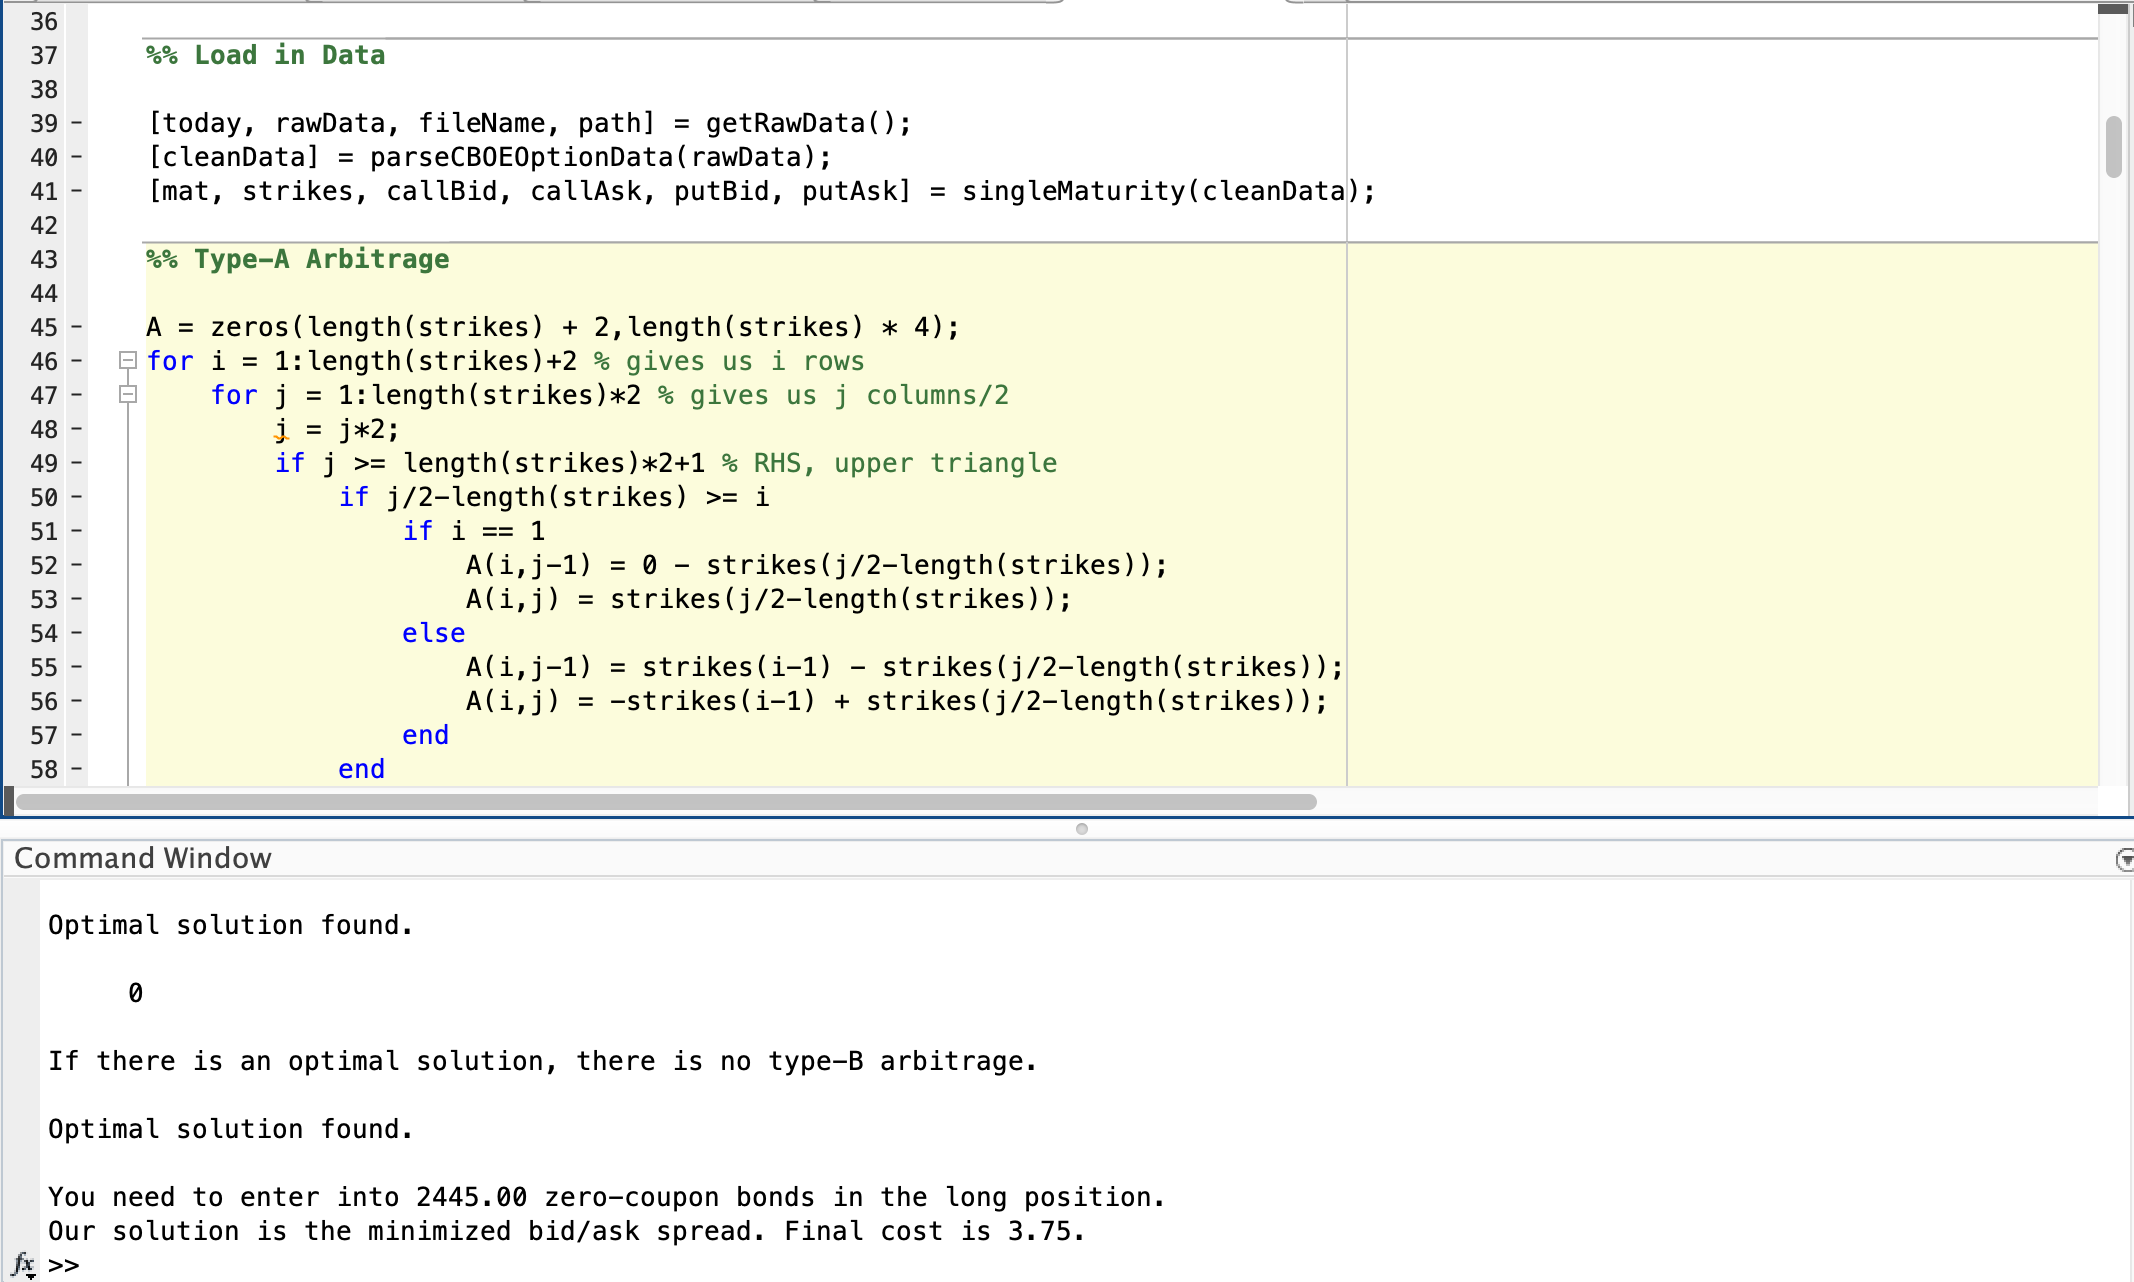 36
37 %% Load in Data
38
39 - [today, rawData, fileName, path] = getRawData();
40 - [cleanData] = parseCBOEOptionData(rawData);
41 - [mat, strikes, callBid, callAsk, putBid, putAsk] = singleMaturity(cleanData);
42
43 %% Type-A Arbitrage
44
45 - A = zeros(length(strikes) + 2,length(strikes) * 4);
46 - for i = 1:length(strikes)+2 % gives us i rows
47 - for j = 1:length(strikes)*2 % gives us j columns/2
48 - j = j*2;
49 - if j >= length(strikes)*2+1 % RHS, upper triangle
50 - if j/2-length(strikes) >= i
51 - if i == 1
52 - A(i,j-1) = 0 - strikes(j/2-length(strikes));
53 - A(i,j) = strikes(j/2-length(strikes));
54 - else
55 - A(i,j-1) = strikes(i-1) - strikes(j/2-length(strikes));
56 - A(i,j) = -strikes(i-1) + strikes(j/2-length(strikes));
57 - end
58 - end
Command Window
Optimal solution found.
0
If there is an optimal solution, there is no type-B arbitrage.
Optimal solution found.
You need to enter into 2445.00 zero-coupon bonds in the long position.
Our solution is the minimized bid/ask spread. Final cost is 3.75.
fx >>